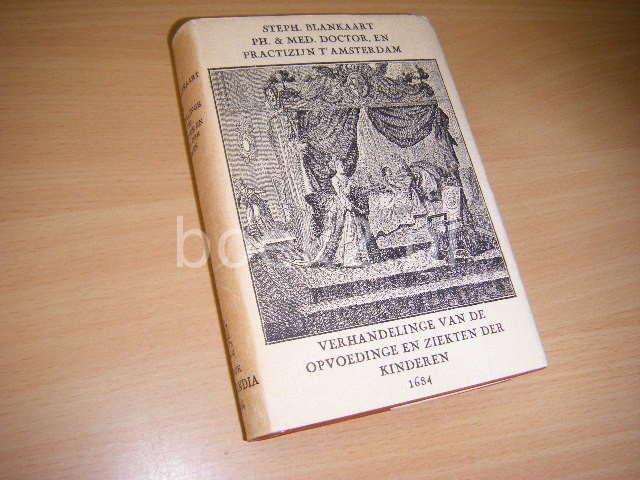 STEPH. BLANKAART
PH. & MED. DOCTOR, EN
PRACTIZIJN T' AMSTERDAM
VERHANDELINGE VAN DE
OPVOEDINGE EN ZIEKTEN DER
KINDEREN
1684